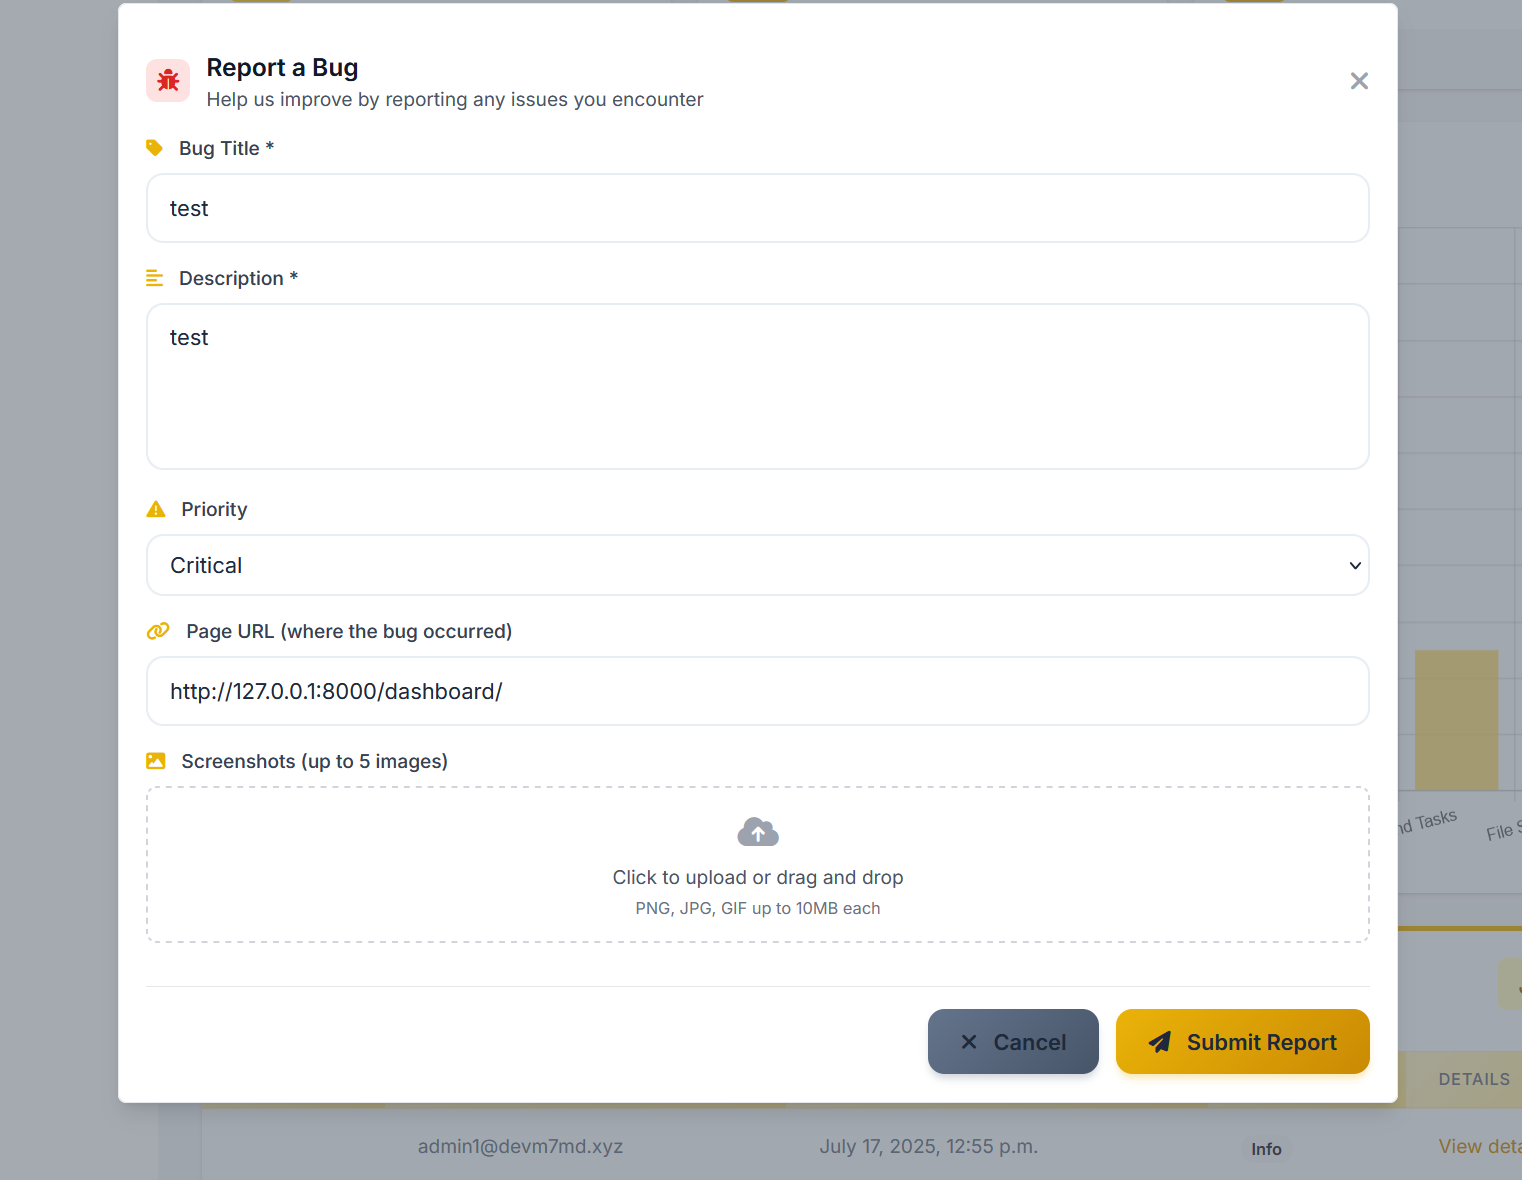 Report a Bug
Help us improve by reporting any issues you encounter
Bug Title *
test
Description *
test
Priority
Critical
Page URL (where the bug occurred)
http://127.0.0.1:8000/dashboard/
Screenshots (up to 5 images)
Click to upload or drag and drop
PNG, JPG, GIF up to 10MB each
Cancel
Submit Report
Tasks
File
DETAILS
admin1@devm7md.xyz
July 17, 2025, 12:55 p.m.
Info
View